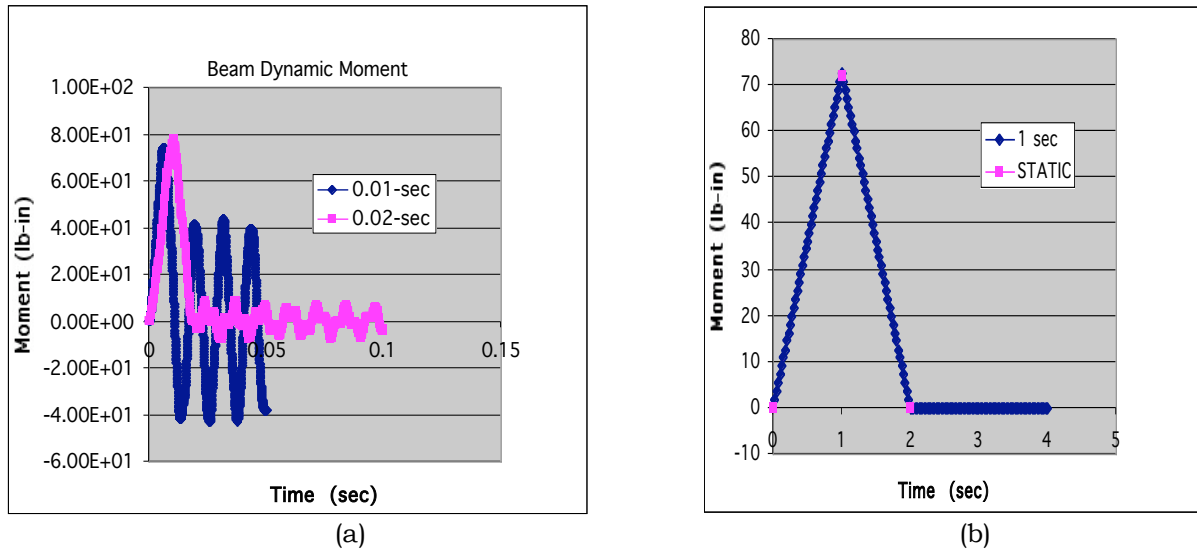 Beam Dynamic Moment
1.00E+02
8.00E+01
6.00E+01
4.00E+01
2.00E+01
0.00E+00
-2.00E+01
-4.00E+01
-6.00E+01
0
0.05
0.1
0.15
Moment (lb-in)
Time (sec)
0.01-sec
0.02-sec
(a)
80
70
60
50
40
30
20
10
0
-10
0
1
2
3
4
5
Moment (lb-in)
Time (sec)
1 sec
STATIC
(b)